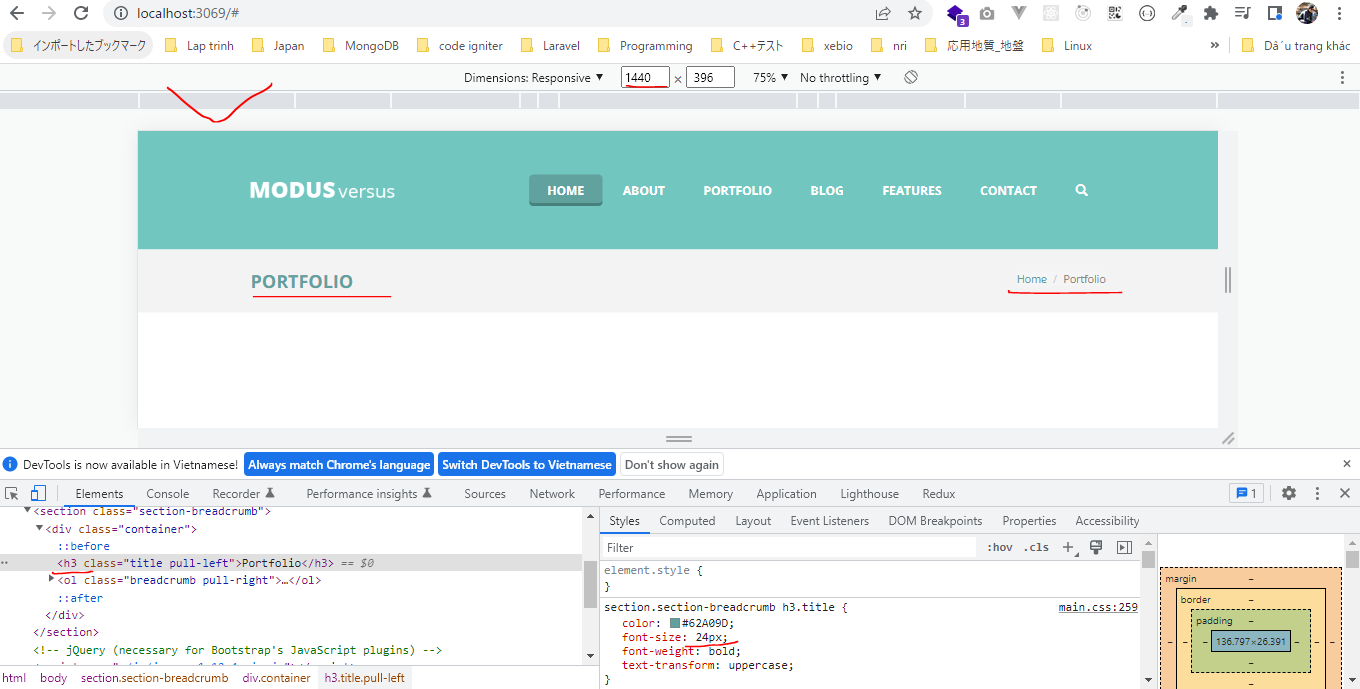 localhost:3069/#
3
インポートしたブックマーク Lap trinh Japan MongoDB code igniter Laravel Programming C++テスト xebio nri 応用地質_地盤 Linux » Dấu trang khác
Dimensions: Responsive ▼ 1440 × 396 75% ▼ No throttling ▼
MODUS versus HOME ABOUT PORTFOLIO BLOG FEATURES CONTACT
PORTFOLIO Home / Portfolio
DevTools is now available in Vietnamese! Always match Chrome's language Switch DevTools to Vietnamese Don't show again ×
Elements Console Recorder Performance insights Sources Network Performance Memory Application Lighthouse Redux 1
▼<section class="section-breadcrumb">
▼<div class="container">
::before
<h3 class="title pull-left">Portfolio</h3> == $0
▶<ol class="breadcrumb pull-right">…</ol>
::after
</div>
</section>
<!-- jQuery (necessary for Bootstrap's JavaScript plugins) -->
html body section.section-breadcrumb div.container h3.title.pull-left
Styles Computed Layout Event Listeners DOM Breakpoints Properties Accessibility
Filter :hov .cls +
element.style {
}
section.section-breadcrumb h3.title { main.css:259
color: #62A09D;
font-size: 24px;
font-weight: bold;
text-transform: uppercase;
}
margin –
border –
padding –
– – – 136.797×26.391 – – –
–
–